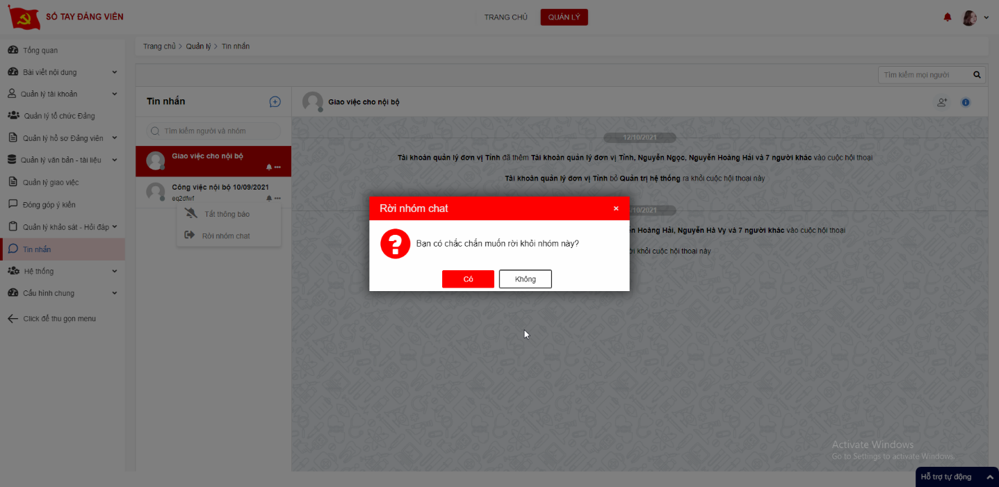 SỔ TAY ĐẢNG VIÊN
TRANG CHỦ
QUẢN LÝ
Tổng quan
Bài viết nội dung
Quản lý tài khoản
Quản lý tổ chức Đảng
Quản lý hồ sơ Đảng viên
Quản lý văn bản - tài liệu
Quản lý giao việc
Đóng góp ý kiến
Quản lý khảo sát - Hỏi đáp
Tin nhắn
Hệ thống
Cấu hình chung
Click để thu gọn menu
Trang chủ > Quản lý > Tin nhắn
Tìm kiếm mọi người
Tin nhắn
Tìm kiếm người và nhóm
Giao việc cho nội bộ
Công việc nội bộ 10/09/2021
eq2dfwf
Tắt thông báo
Rời nhóm chat
Giao việc cho nội bộ
12/10/2021
Tài khoản quản lý đơn vị Tỉnh đã thêm Tài khoản quản lý đơn vị Tỉnh, Nguyễn Ngọc, Nguyễn Hoàng Hải và 7 người khác vào cuộc hội thoại
Tài khoản quản lý đơn vị Tỉnh bỏ Quản trị hệ thống ra khỏi cuộc hội thoại này
/10/2021
n Hoàng Hải, Nguyễn Hà Vy và 7 người khác vào cuộc hội thoại
ời khỏi cuộc hội thoại này
Rời nhóm chat
×
Bạn có chắc chắn muốn rời khỏi nhóm này?
Có
Không
Activate Windows
Go to Settings to activate Windows.
Hỗ trợ tự động